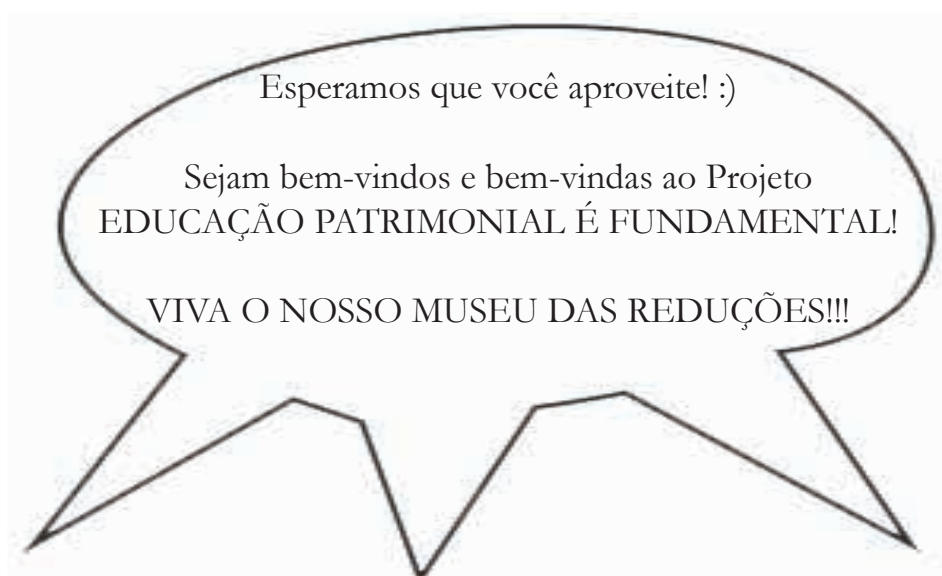 Esperamos que você aproveite! :)
Sejam bem-vindos e bem-vindas ao Projeto
EDUCAÇÃO PATRIMONIAL É FUNDAMENTAL!
VIVA O NOSSO MUSEU DAS REDUÇÕES!!!